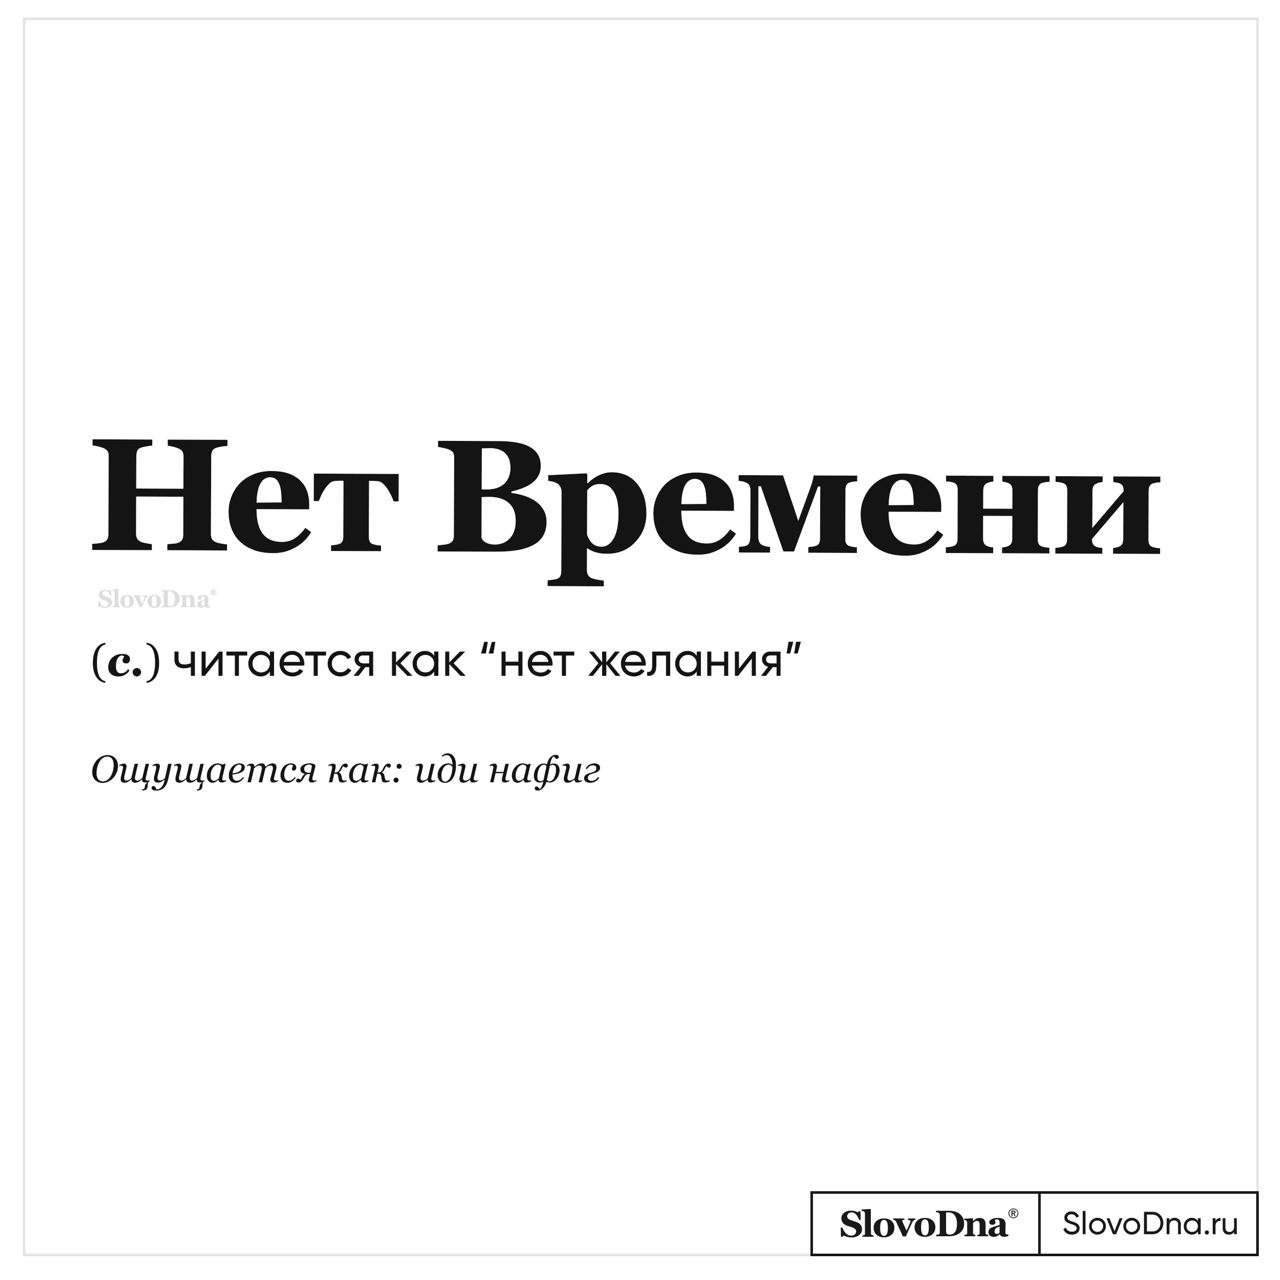 Нет Времени
SlovoDna®
(с.) читается как “нет желания”
Ощущается как: иди нафиг
SlovoDna® SlovoDna.ru